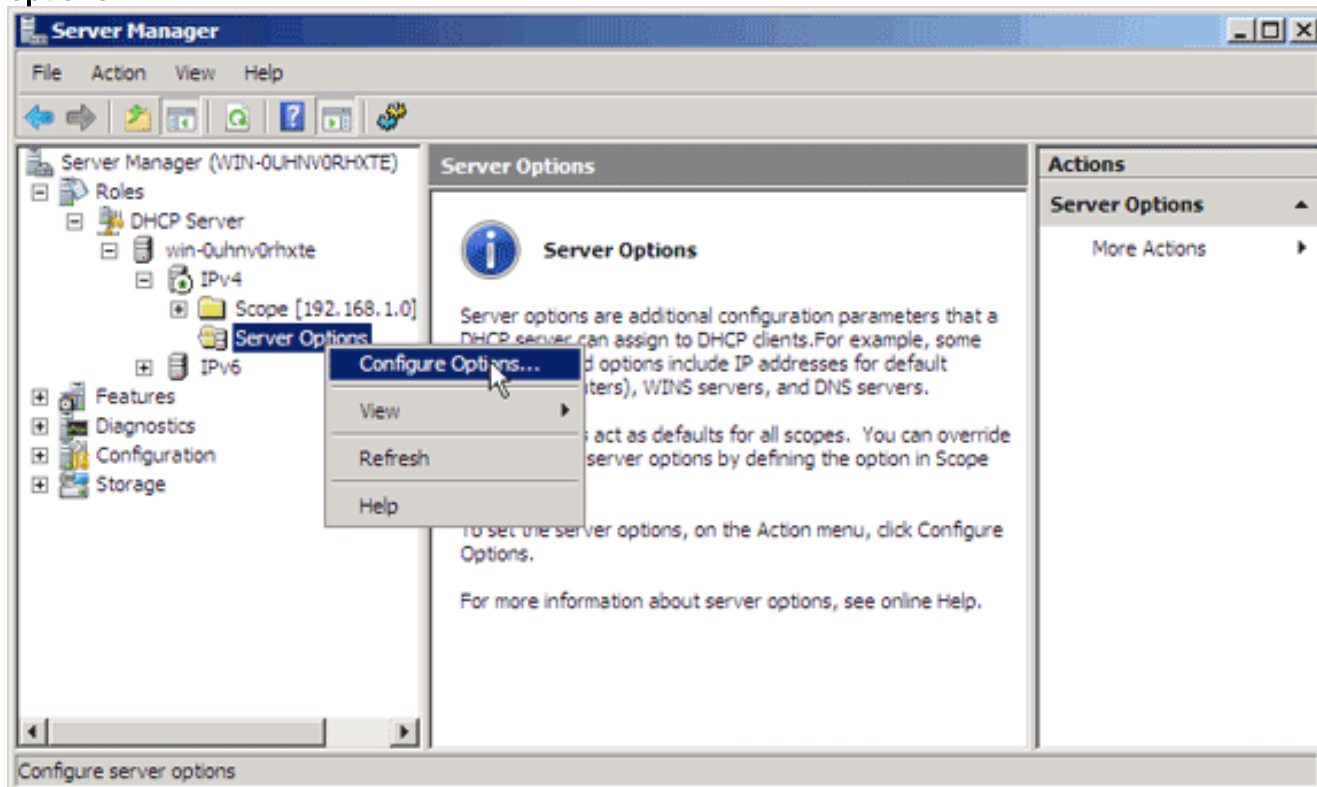 Server Manager
File Action View Help
Server Manager (WIN-0UHNV0RHXTE)
Roles
DHCP Server
win-0uhnv0rhxte
IPv4
Scope [192.168.1.0]
Server Options
IPv6
Features
Diagnostics
Configuration
Storage
Configure Options...
View
Refresh
Help
Server Options
Server Options
Server options are additional configuration parameters that a
DHCP server can assign to DHCP clients.For example, some
options include IP addresses for default
WINS servers, and DNS servers.
act as defaults for all scopes. You can override
server options by defining the option in Scope
To set the server options, on the Action menu, click Configure
Options.
For more information about server options, see online Help.
Actions
Server Options
More Actions
Configure server options